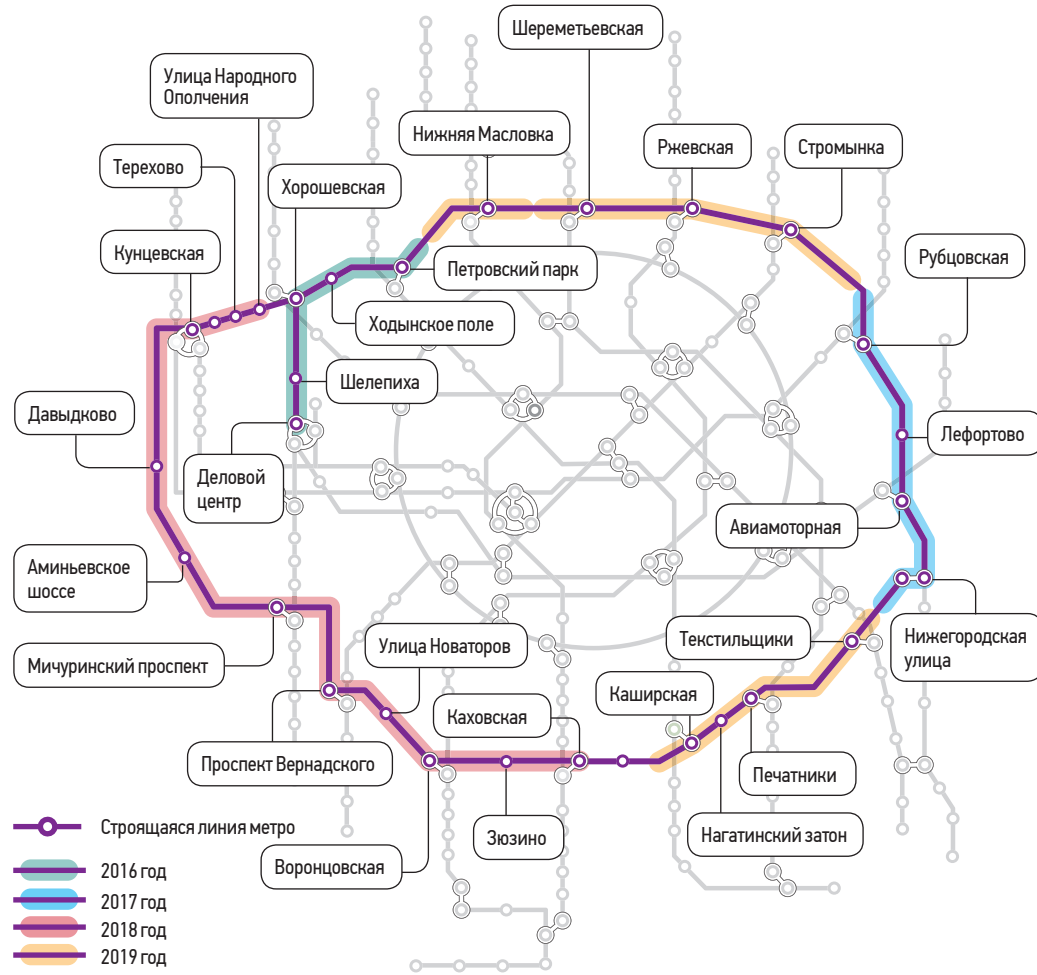 Шереметьевская
Улица Народного
Ополчения
Нижняя Масловка
Ржевская
Стромынка
Терехово
Хорошевская
Кунцевская
Петровский парк
Рубцовская
Ходынское поле
Шелепиха
Давыдково
Лефортово
Деловой
центр
Авиамоторная
Аминьевское
шоссе
Текстильщики
Нижегородская
улица
Улица Новаторов
Мичуринский проспект
Каширская
Каховская
Проспект Вернадского
Печатники
Нагатинский затон
Зюзино
Воронцовская
Строящаяся линия метро
2016 год
2017 год
2018 год
2019 год